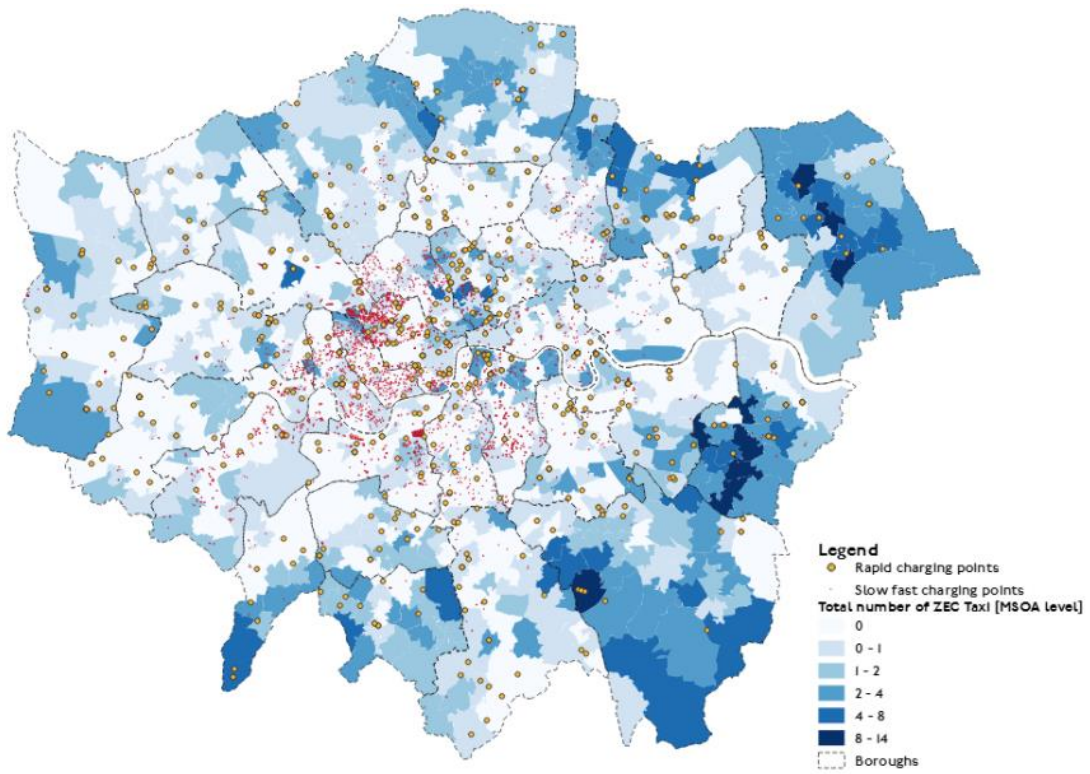 Legend
Rapid charging points
Slow fast charging points
Total number of ZEC Taxi [MSOA level]
0
0 - 1
1 - 2
2 - 4
4 - 8
8 - 14
Boroughs